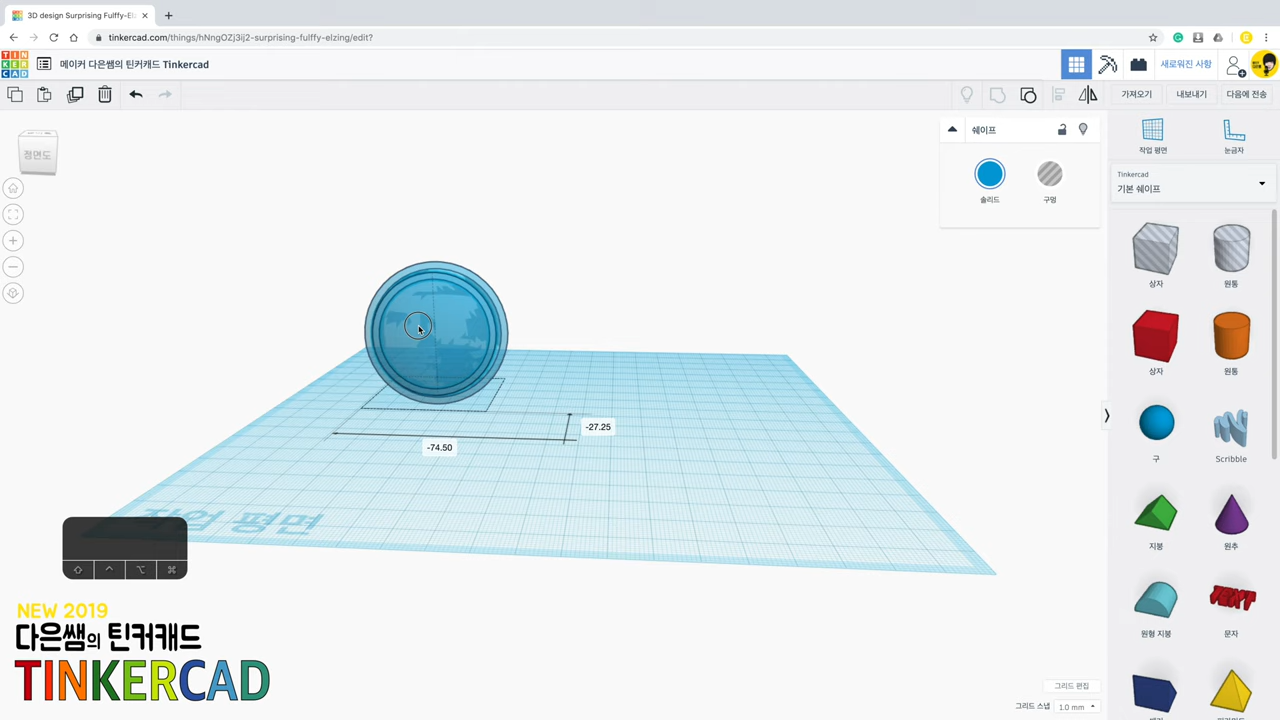 3D design Surprising Fulffy-Elz
tinkercad.com/things/hNngOZj3ij2-surprising-fulffy-elzing/edit?
TIN
KER
CAD
메이커 다은쌤의 틴커캐드 Tinkercad
새로워진 사항
가져오기
내보내기
다음에 전송
정면도
쉐이프
솔리드
구멍
작업 평면
눈금자
Tinkercad
기본 쉐이프
상자
원통
상자
원통
구
Scribble
지붕
원추
원형 지붕
TEXT
문자
-27.25
-74.50
작업 평면
NEW 2019
다은쌤의 틴커캐드
TINKERCAD
그리드 편집
그리드 스냅
1.0 mm